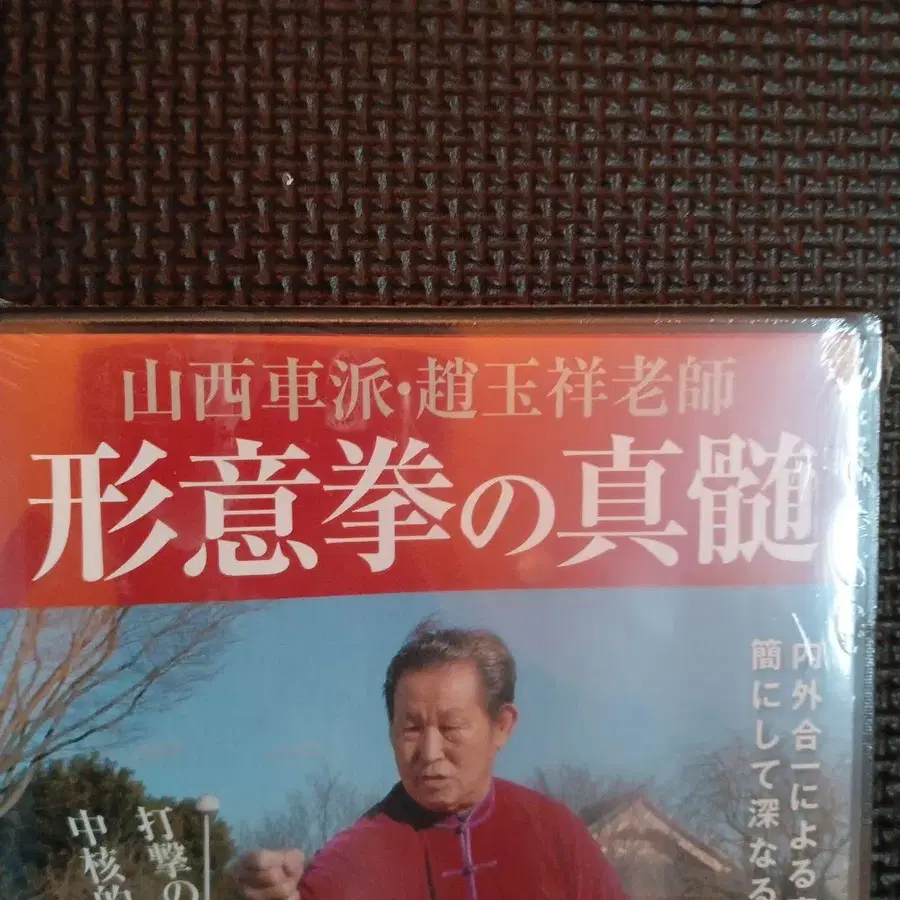 山西車派・趙玉祥老師
形意拳の真髄
内外合一による
簡にして深なる
打撃の
中核的